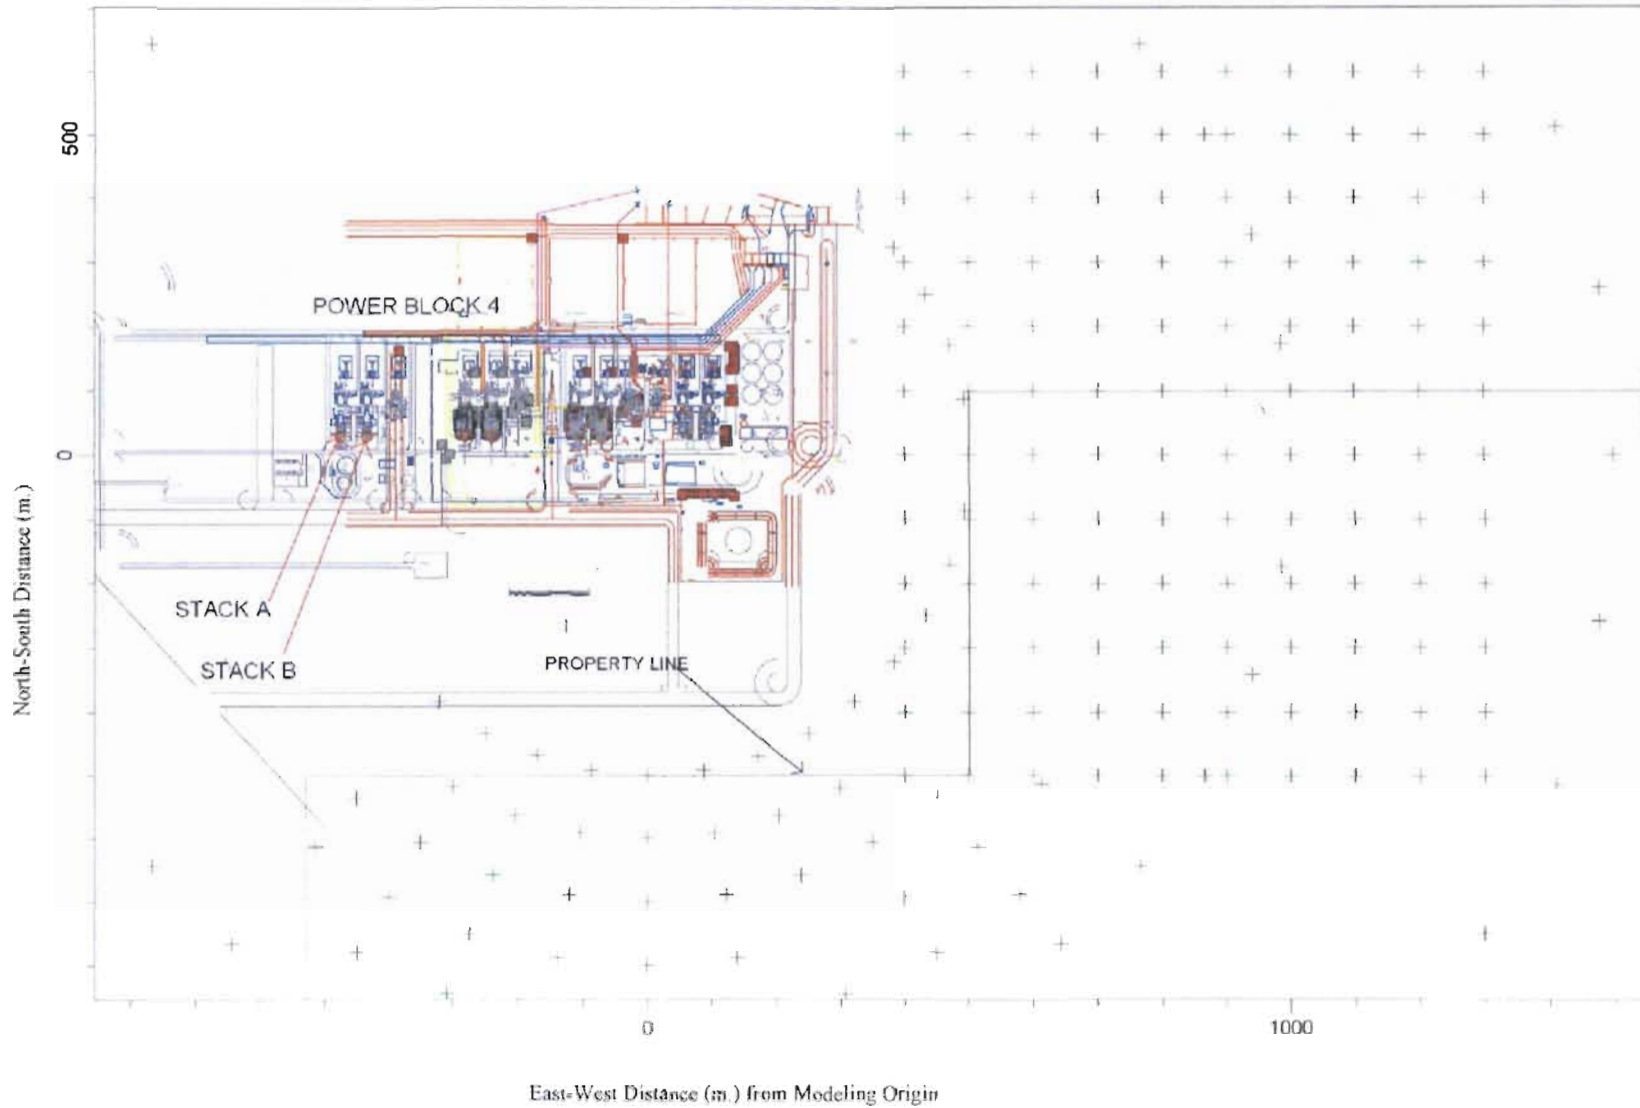 500
POWER BLOCK 4
0
North-South Distance (m.)
STACK A
STACK B
PROPERTY LINE
0
1000
East-West Distance (m.) from Modeling Origin